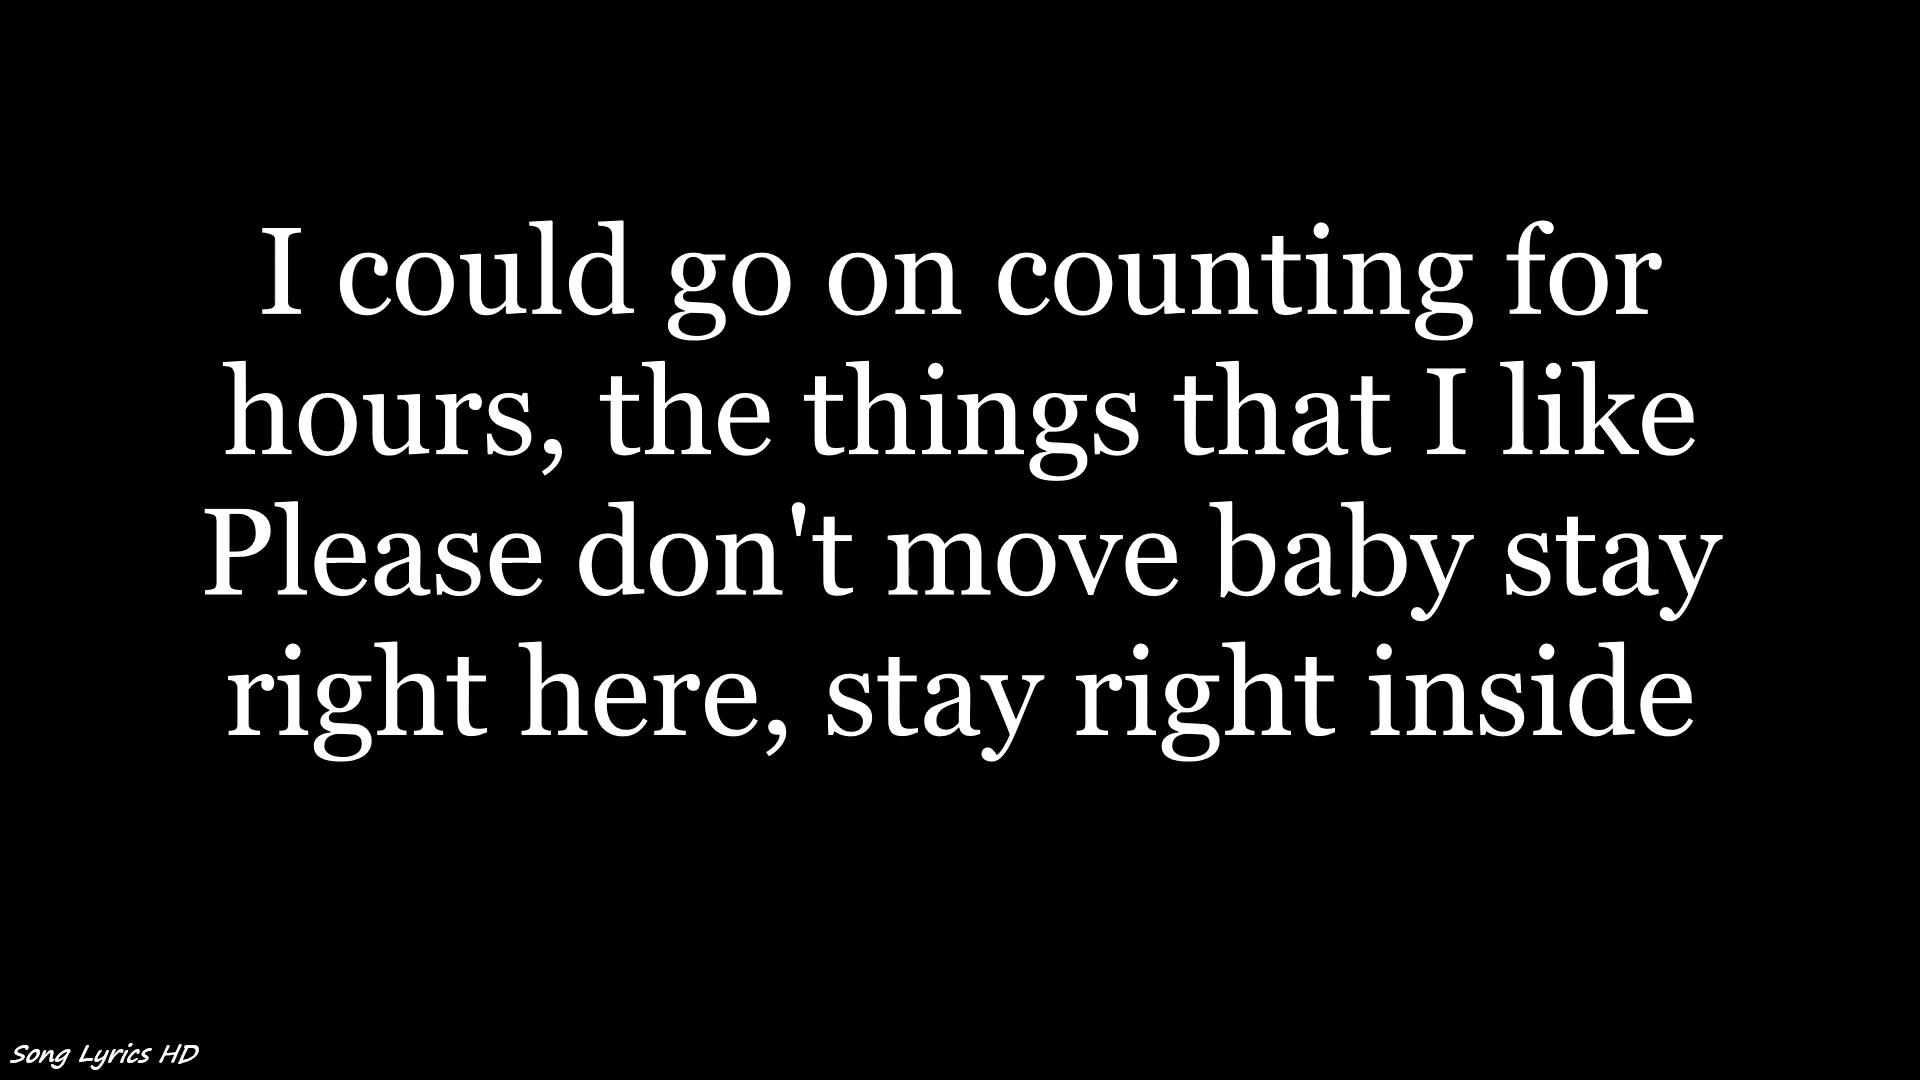 I could go on counting for
hours, the things that I like
Please don't move baby stay
right here, stay right inside
Song Lyrics HD